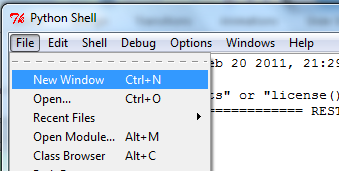 Python Shell
File Edit Shell Debug Options Windows Help
New Window Ctrl+N
eb 20 2011, 21:29
Open... Ctrl+O
Recent Files
ts" or "license()
Open Module... Alt+M
============ REST
Class Browser Alt+C